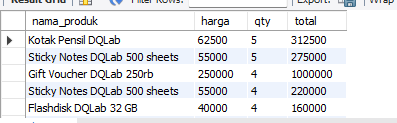 Result Grid Filter Rows: Export: Wrap
nama_produk harga qty total
Kotak Pensil DQLab 62500 5 312500
Sticky Notes DQLab 500 sheets 55000 5 275000
Gift Voucher DQLab 250rb 250000 4 1000000
Sticky Notes DQLab 500 sheets 55000 4 220000
Flashdisk DQLab 32 GB 40000 4 160000